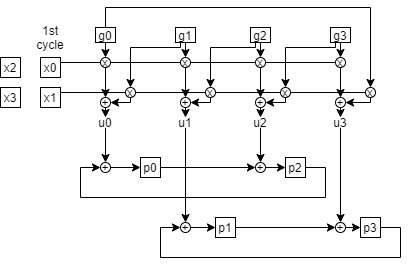 1st
cycle
g0 g1 g2 g3
x2 x0 x x x x
x3 x1 x x x x
+ + + +
u0 u1 u2 u3
+ p0 + p2
+ p1 + p3